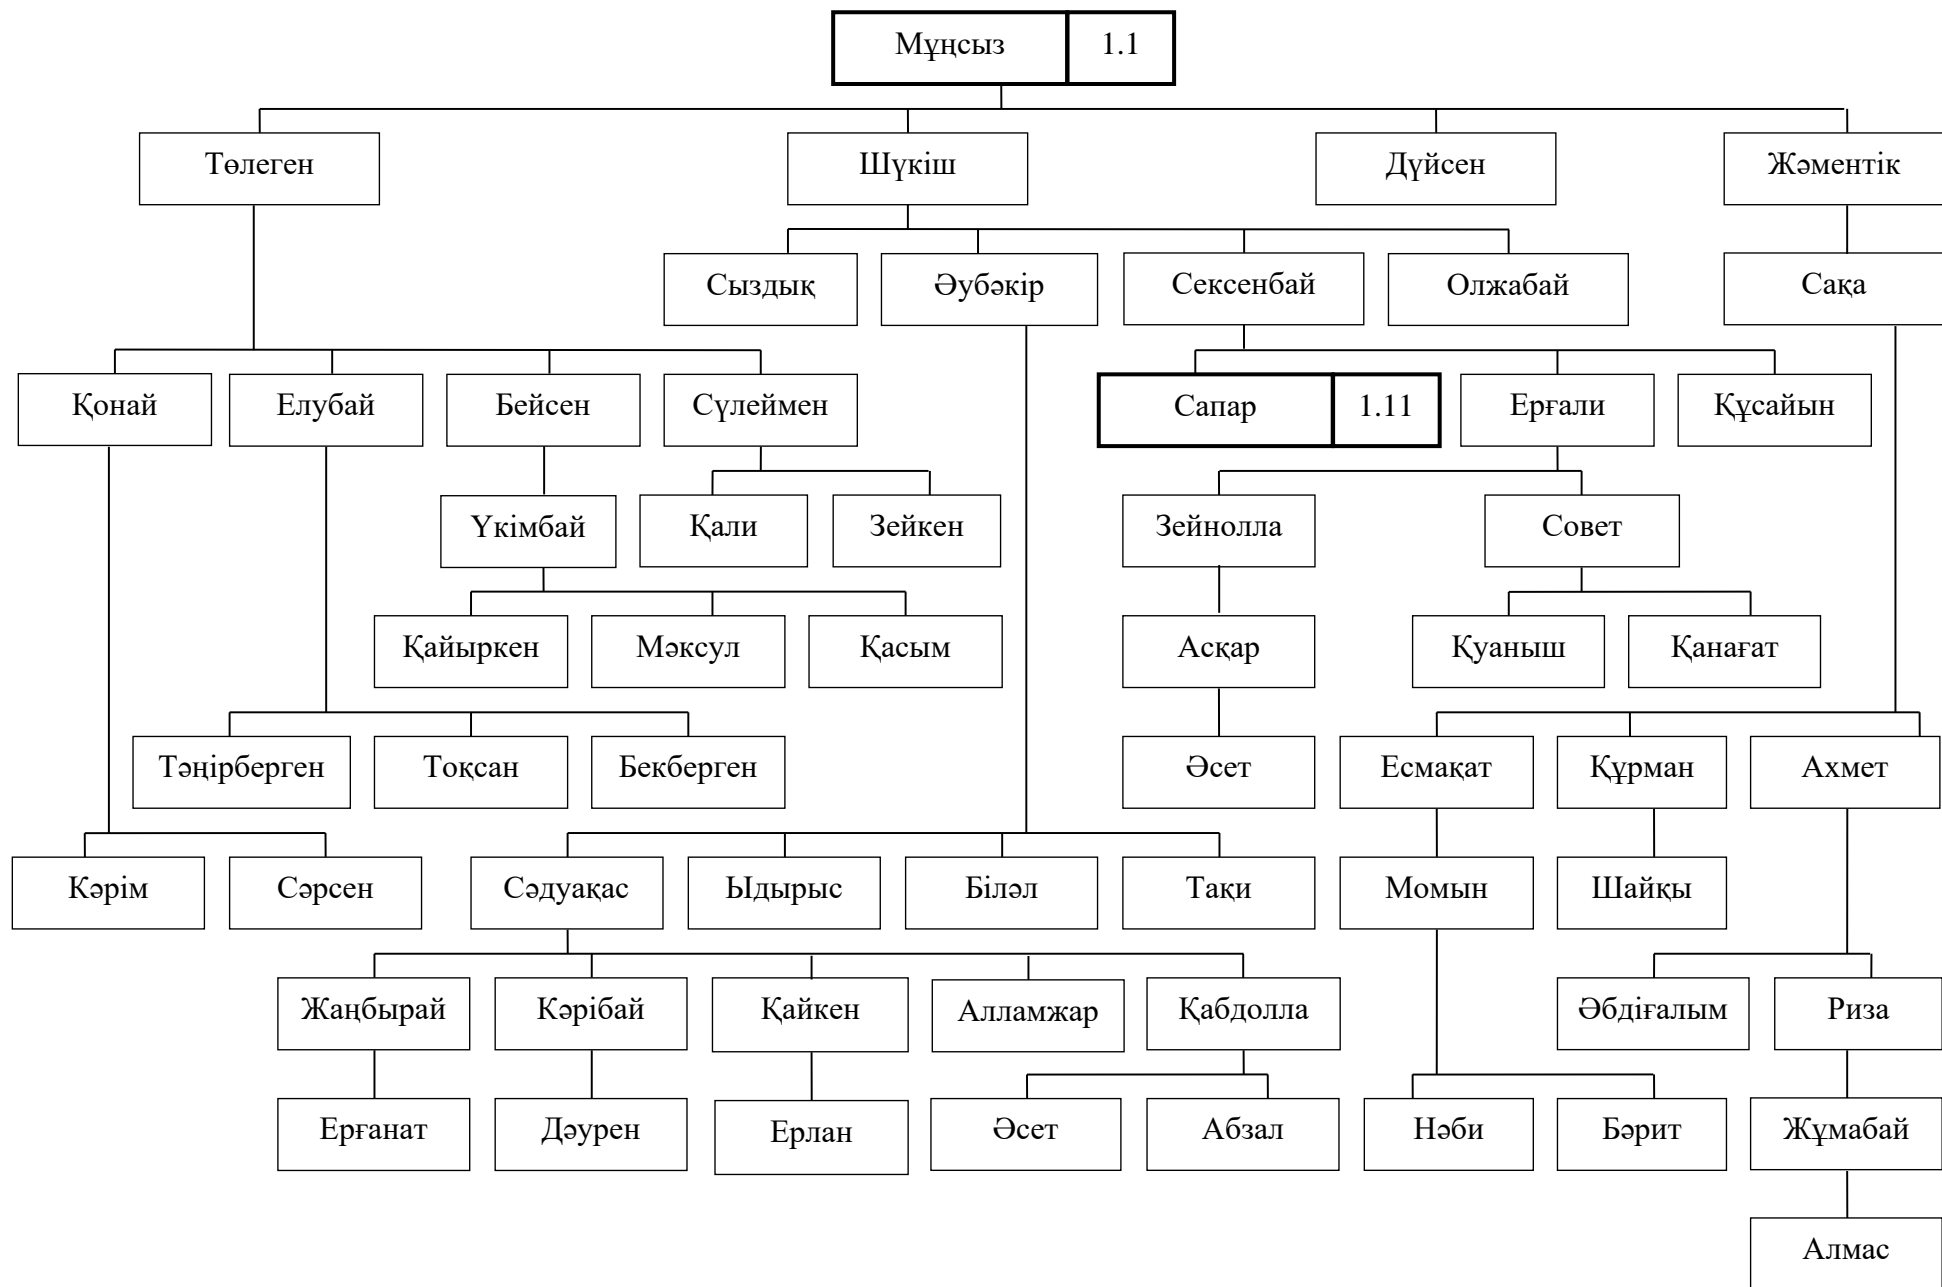 Мұңсыз 1.1
Төлеген Шүкіш Дүйсен Жәментік
Сыздық Әубәкір Сексенбай Олжабай Сақа
Қонай Елубай Бейсен Сүлеймен Сапар 1.11 Ерғали Құсайын
Үкімбай Қали Зейкен Зейнолла Совет
Қайыркен Мәксул Қасым Асқар Қуаныш Қанағат
Тәңірберген Тоқсан Бекберген Әсет Есмақат Құрман Ахмет
Кәрім Сәрсен Сәдуақас Ыдырыс Біләл Тақи Момын Шайқы
Жаңбырай Кәрібай Қайкен Алламжар Қабдолла Әбдіғалым Риза
Ерғанат Дәурен Ерлан Әсет Абзал Нәби Бәрит Жұмабай
Алмас